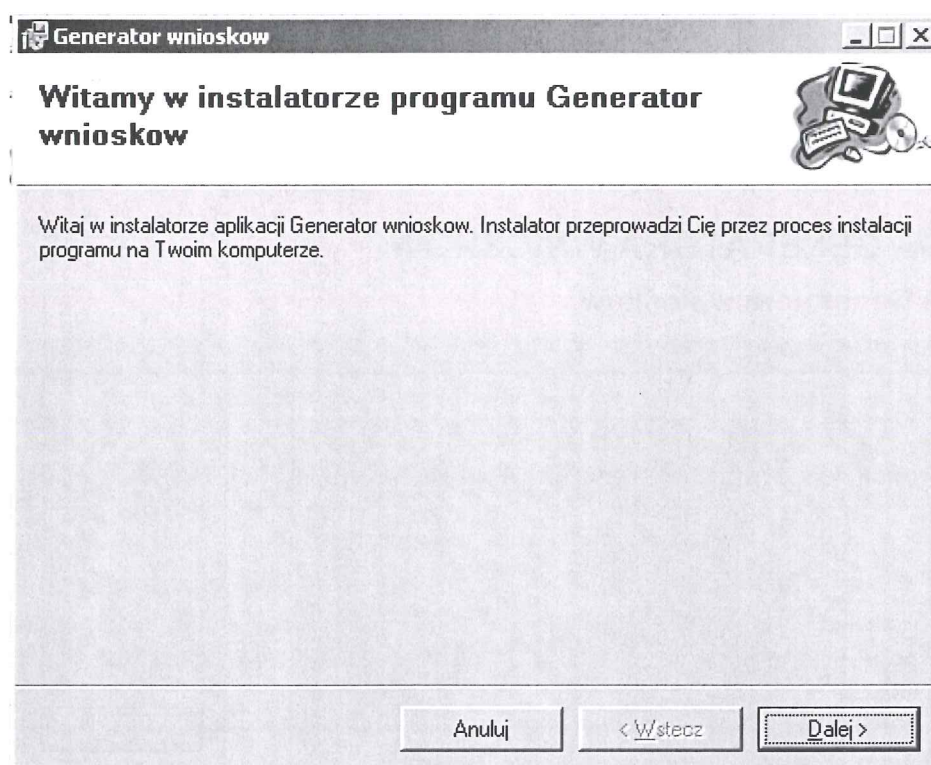 Generator wnioskow
Witamy w instalatorze programu Generator
wnioskow
Witaj w instalatorze aplikacji Generator wnioskow. Instalator przeprowadzi Cię przez proces instalacji
programu na Twoim komputerze.
Anuluj
< Wstecz
Dalej >